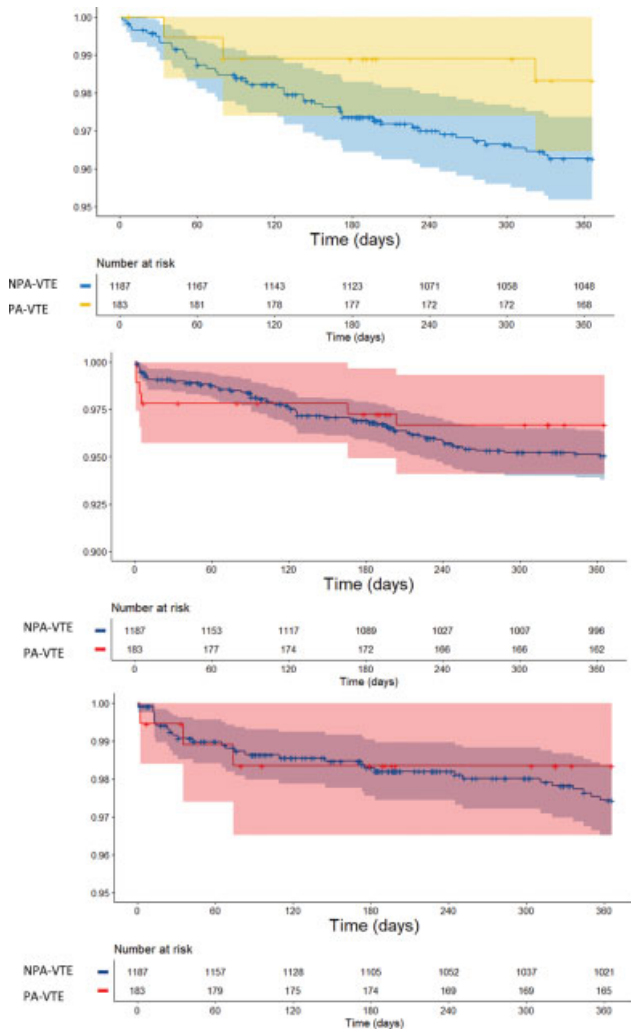 1.00
0.99
0.98
0.97
0.96
0.95
0 60 120 180 240 300 360
Time (days)
Number at risk
NPA-VTE 1187 1167 1143 1123 1071 1058 1048
PA-VTE 183 181 178 177 172 172 168
0 60 120 180 240 300 360
Time (days)
1.000
0.975
0.950
0.925
0.900
0 60 120 180 240 300 360
Time (days)
Number at risk
NPA-VTE 1187 1153 1117 1089 1027 1007 996
PA-VTE 183 177 174 172 166 166 162
0 60 120 180 240 300 360
Time (days)
1.00
0.99
0.98
0.97
0.96
0.95
0 60 120 180 240 300 360
Time (days)
Number at risk
NPA-VTE 1187 1157 1128 1105 1052 1037 1021
PA-VTE 183 179 175 174 169 169 165
0 60 120 180 240 300 360
Time (days)